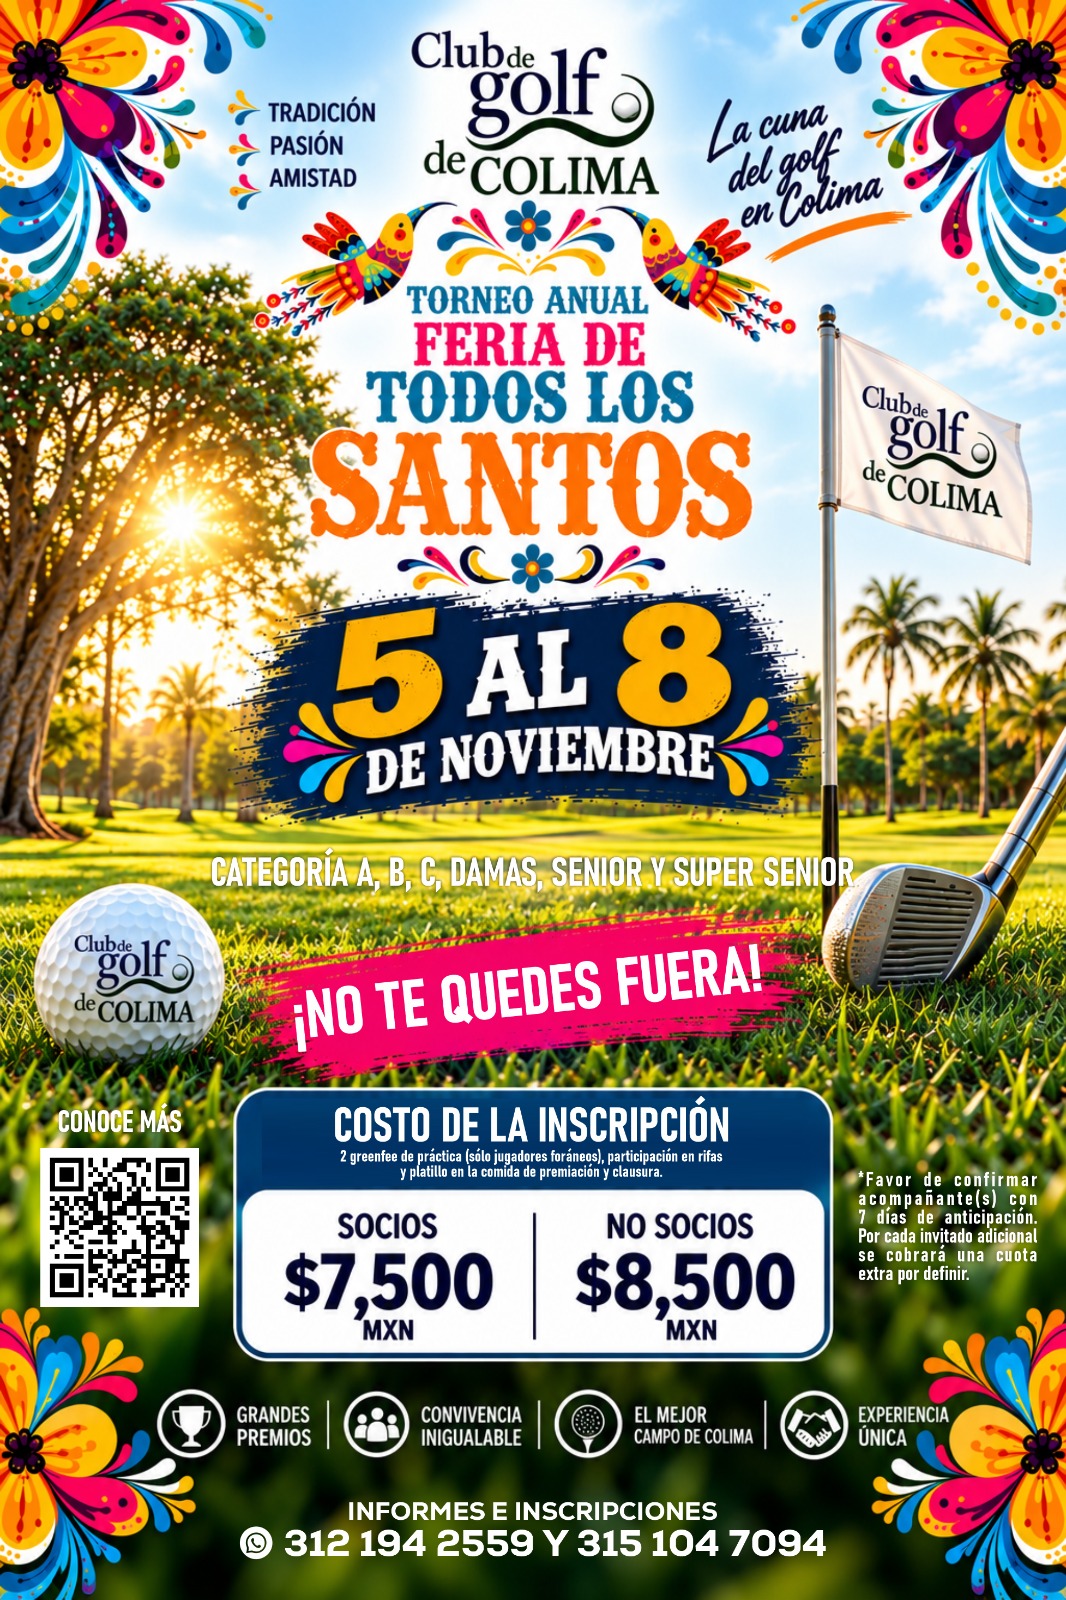 Club de
golf
de COLIMA
TRADICIÓN
PASIÓN
AMISTAD
La cuna
del golf
en Colima
TORNEO ANUAL
FERIA DE
TODOS LOS
SANTOS
Club de
golf
de COLIMA
5 AL 8
DE NOVIEMBRE
CATEGORÍA A, B, C, DAMAS, SENIOR Y SUPER SENIOR
Club de
golf
de COLIMA
¡NO TE QUEDES FUERA!
CONOCE MÁS
COSTO DE LA INSCRIPCIÓN
2 greenfee de práctica (sólo jugadores foráneos), participación en rifas
y platillo en la comida de premiación y clausura.
SOCIOS
$7,500
MXN
NO SOCIOS
$8,500
MXN
*Favor de confirmar
acompañante(s) con
7 días de anticipación.
Por cada invitado adicional
se cobrará una cuota
extra por definir.
GRANDES
PREMIOS
CONVIVENCIA
INIGUALABLE
EL MEJOR
CAMPO DE COLIMA
EXPERIENCIA
ÚNICA
INFORMES E INSCRIPCIONES
312 194 2559 Y 315 104 7094